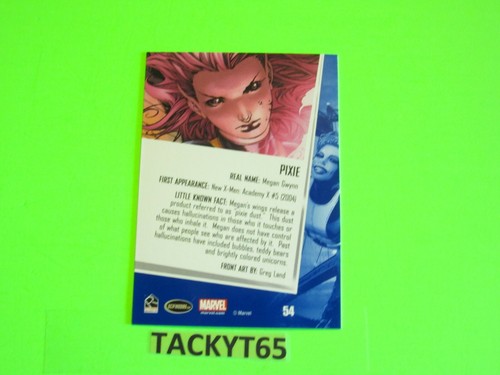 PIXIE
REAL NAME: Megan Gwynn
FIRST APPEARANCE: New X-Men: Academy X #5 (2004)
LITTLE KNOWN FACT: Megan's wings release a
product referred to as "pixie dust". This dust
causes hallucinations in those who it touches or
those who inhale it. Megan does not have control
of what people see who are affected by it. Past
hallucinations have included bubbles, teddy bears
and brightly colored unicorns.
FRONT ART BY: Greg Land
MARVEL
© Marvel
54
TACKYT65